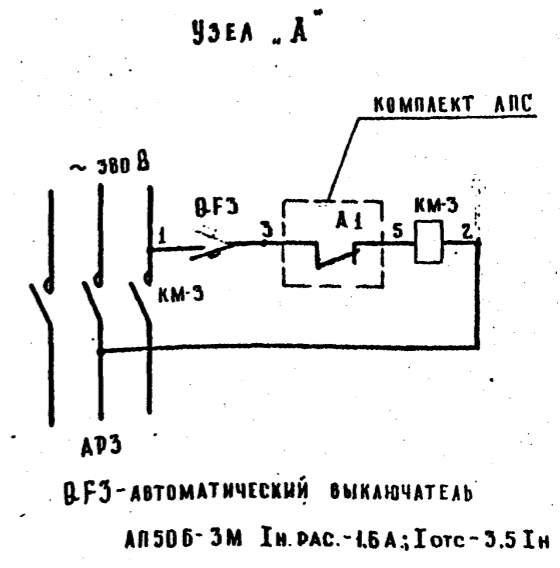 УЗЕЛ „А"
КОМПЛЕКТ АПС
~ 380 В
QF3
А1
КМ-3
1
3
5
2
КМ-3
АР3
QF3-АВТОМАТИЧЕСКИЙ ВЫКЛЮЧАТЕЛЬ
АП50Б-3М Iн.рас.-1.6А; Iотс-3.5Iн